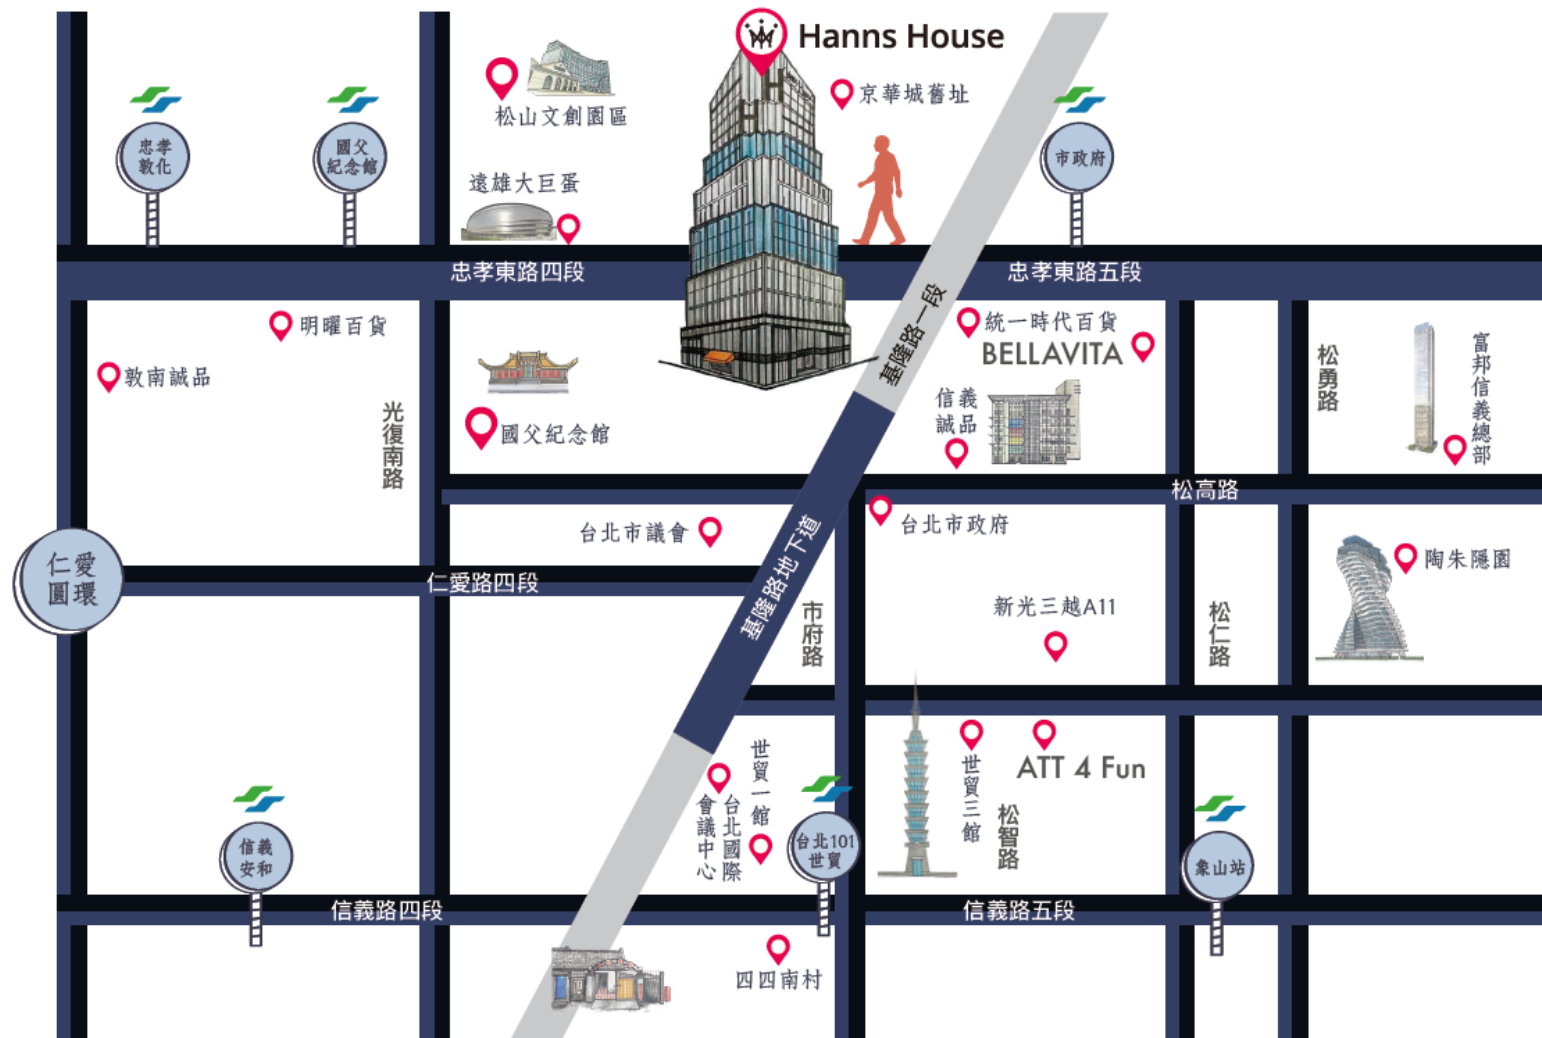 Hanns House
京華城舊址
松山文創園區
忠孝
敦化
國父
紀念館
市政府
遠雄大巨蛋
忠孝東路四段
忠孝東路五段
基隆路一段
明曜百貨
敦南誠品
統一時代百貨
BELLAVITA
信義
誠品
松勇路
富邦信義總部
光復南路
國父紀念館
松高路
台北市議會
台北市政府
基隆路地下道
仁愛
圓環
仁愛路四段
陶朱隱園
新光三越A11
市府路
松仁路
世貿一館
台北國際
會議中心
世貿三館
ATT 4 Fun
松智路
信義
安和
台北101
世貿
象山站
信義路四段
信義路五段
四四南村